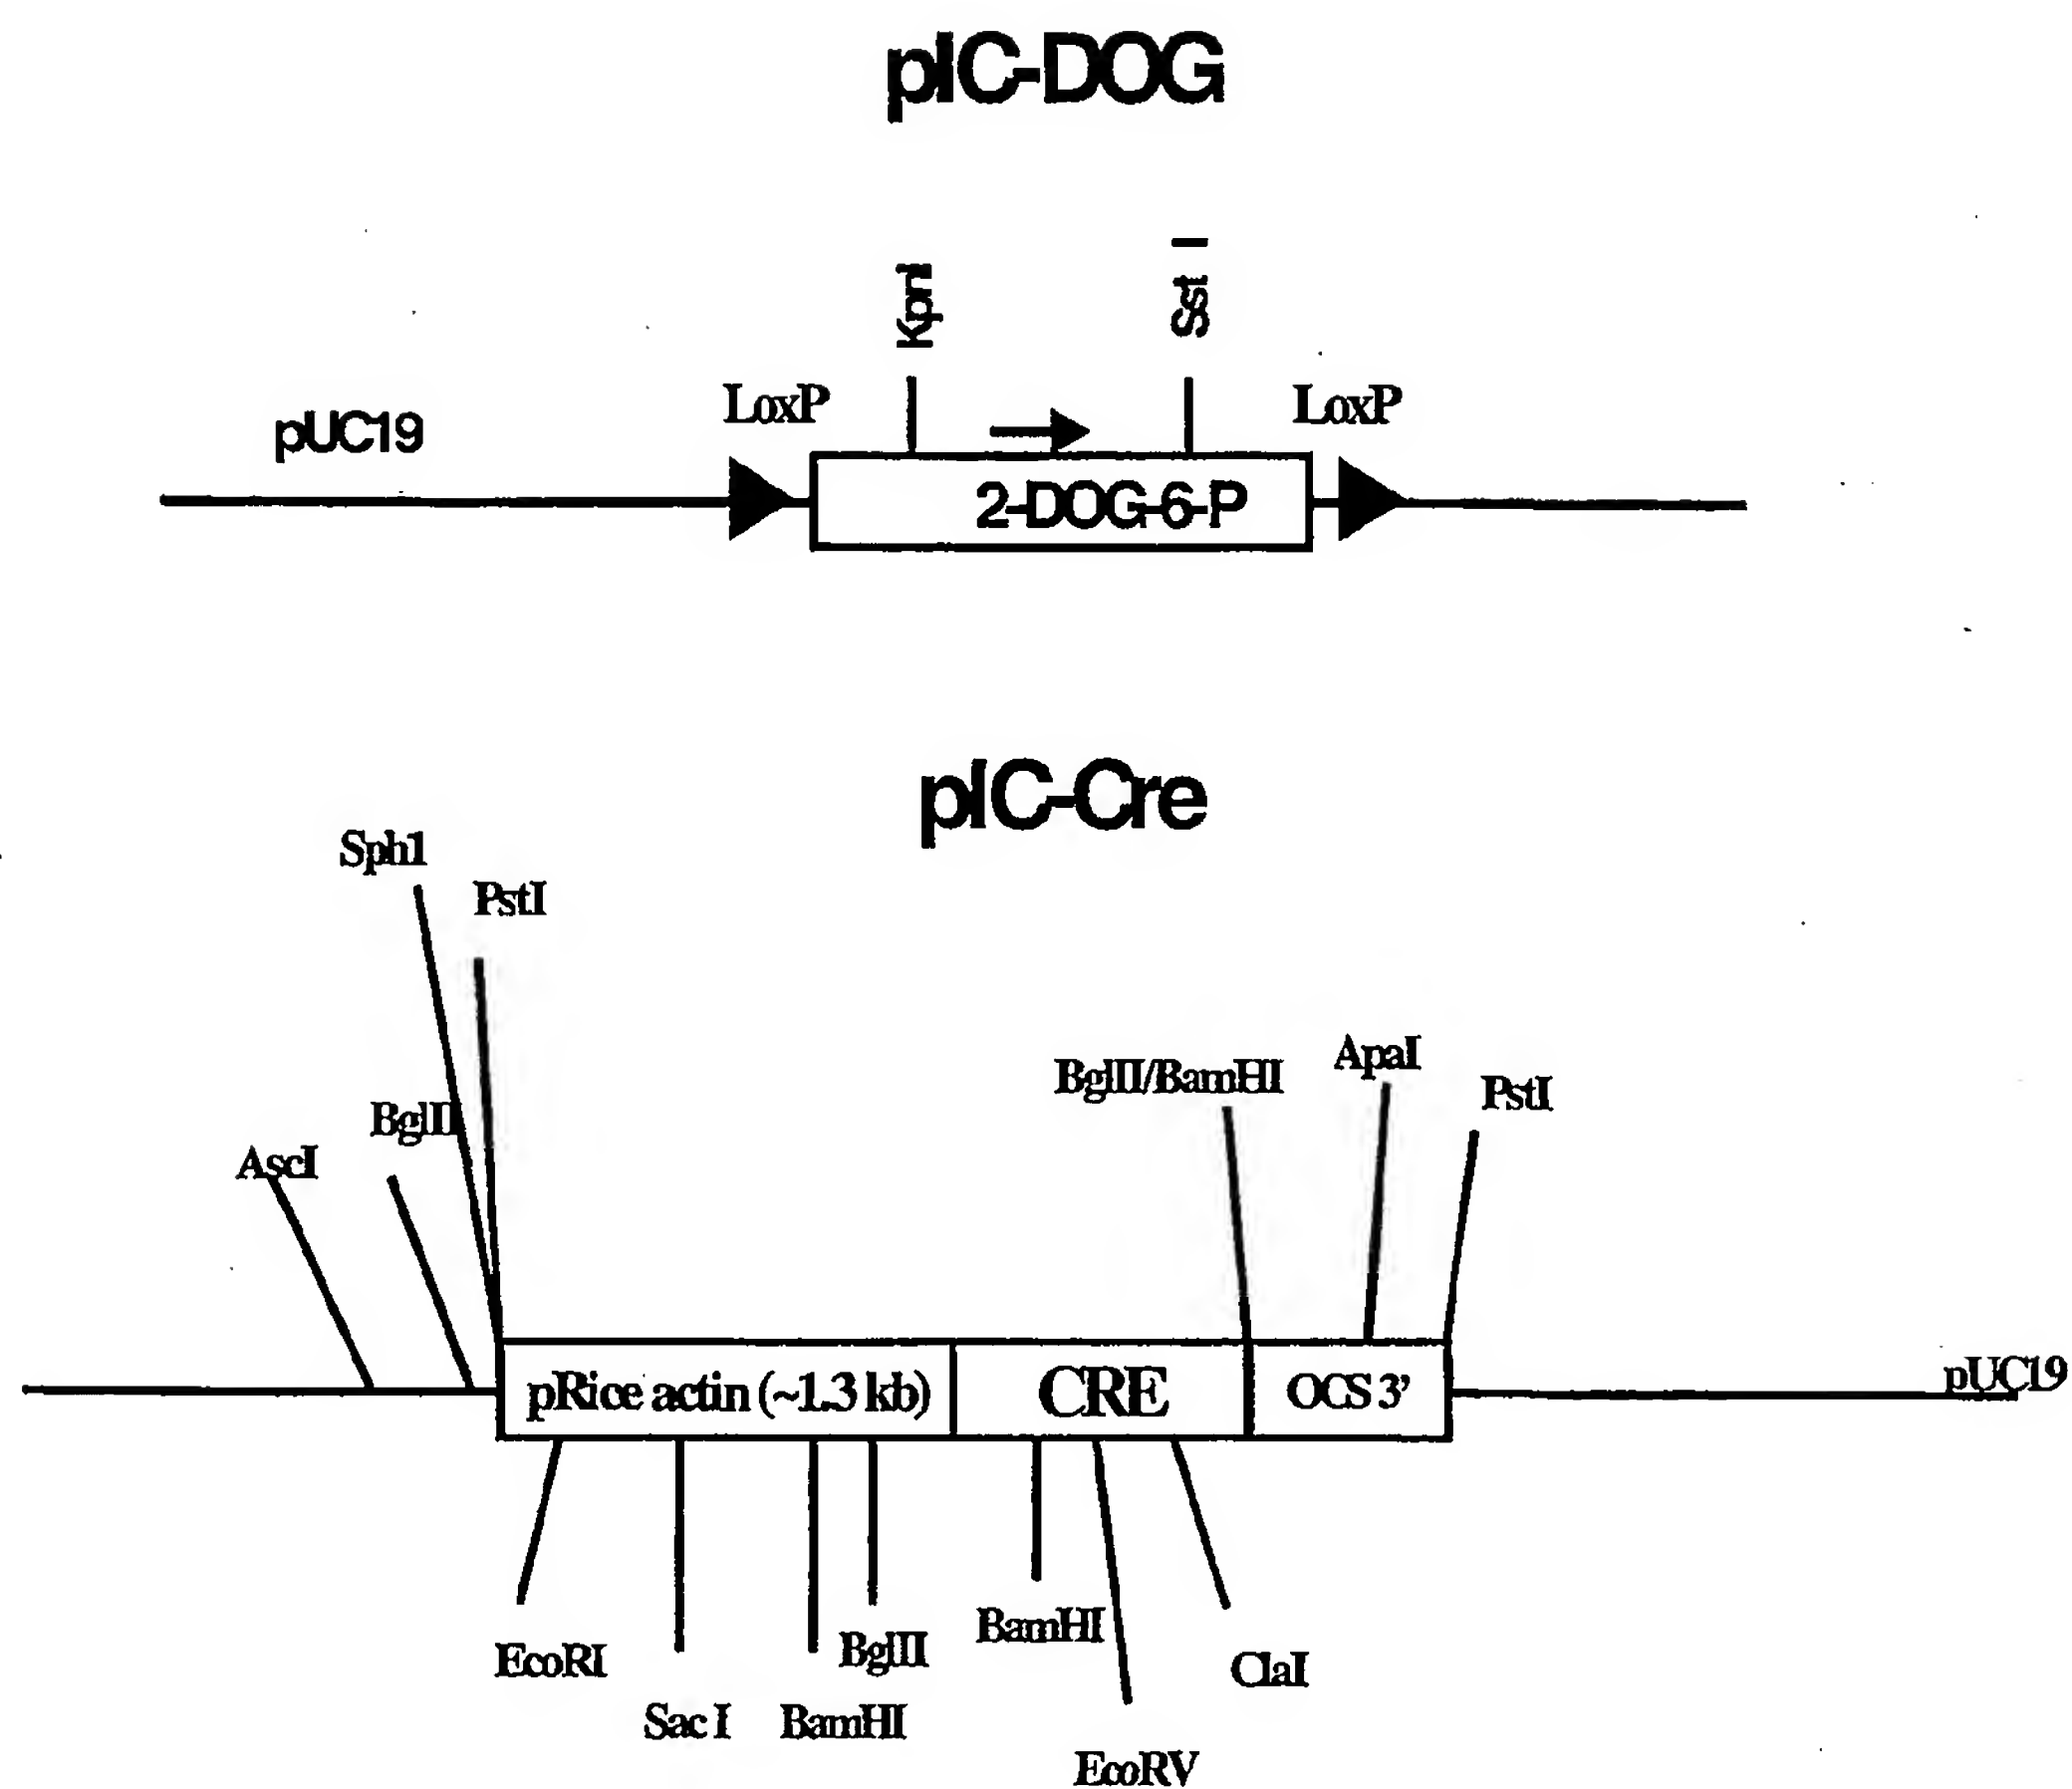 pIC-DOG
KpnI
Sst I
LoxP
LoxP
pUC19
2-DOG-6-P
pIC-Cre
Sph1
PstI
BglII/BamHI
ApaI
PstI
BglII
AscI
pRice actin (~1.3 kb)
CRE
OCS 3’
pUC19
EcoRI
Sac I
BamHI
BglII
BamHI
EcoRV
ClaI